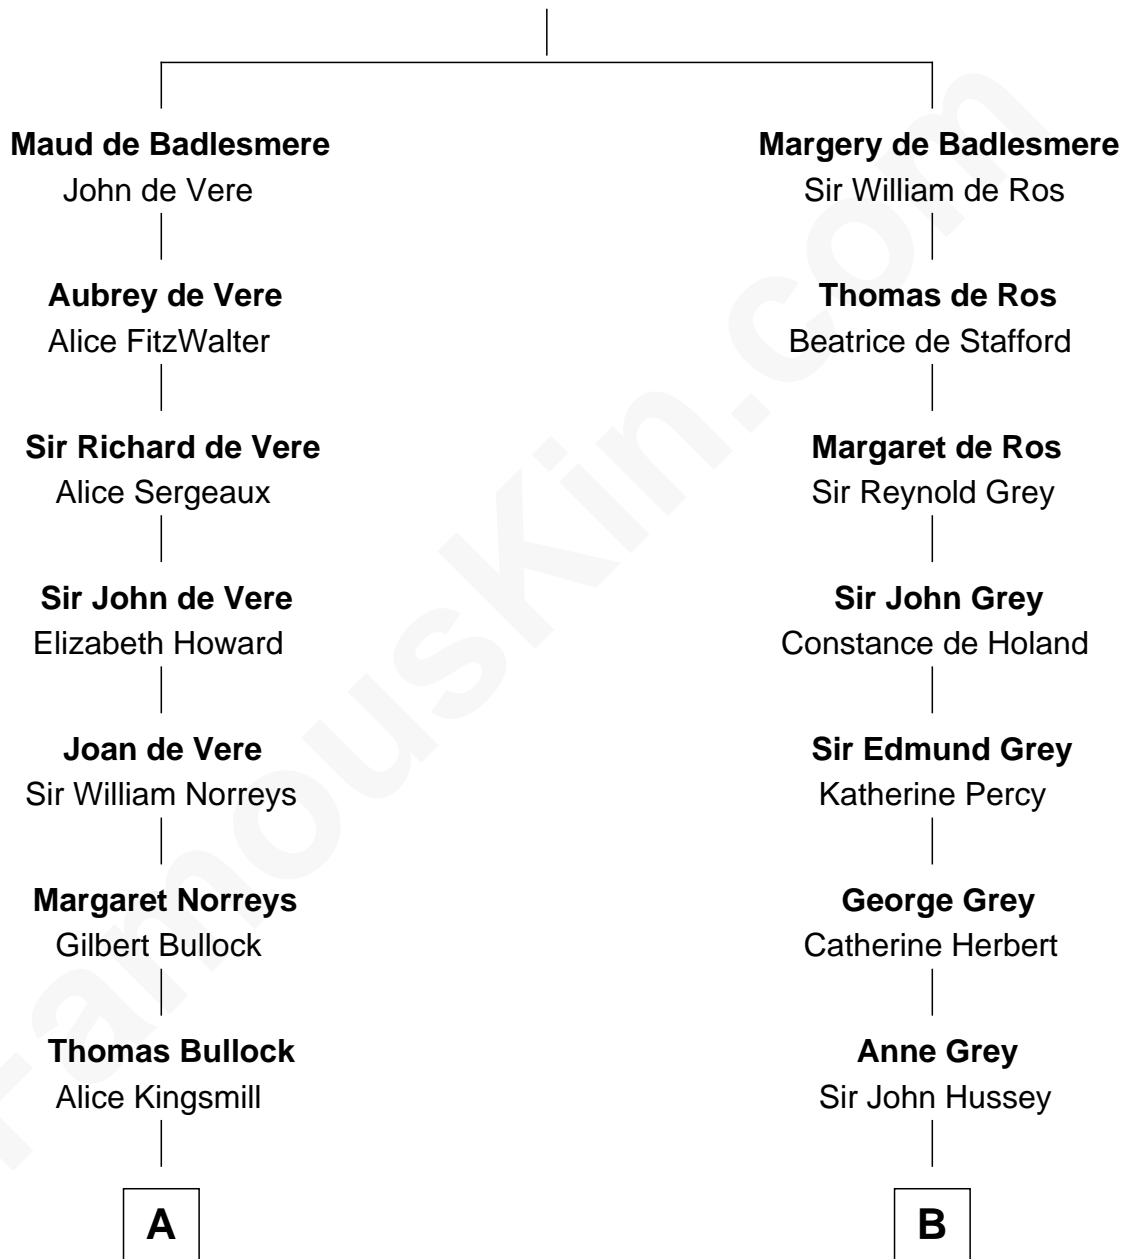 Maud de Badlesmere
John de Vere
Aubrey de Vere
Alice FitzWalter
Sir Richard de Vere
Alice Sergeaux
Sir John de Vere
Elizabeth Howard
Joan de Vere
Sir William Norreys
Margaret Norreys
Gilbert Bullock
Thomas Bullock
Alice Kingsmill
A
Margery de Badlesmere
Sir William de Ros
Thomas de Ros
Beatrice de Stafford
Margaret de Ros
Sir Reynold Grey
Sir John Grey
Constance de Holand
Sir Edmund Grey
Katherine Percy
George Grey
Catherine Herbert
Anne Grey
Sir John Hussey
B
FamousKin.com